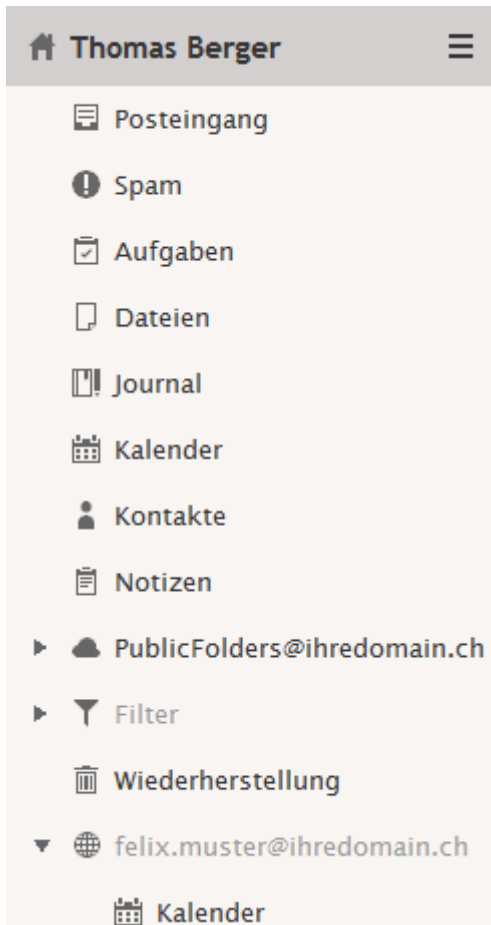 Thomas Berger
Posteingang
Spam
Aufgaben
Dateien
Journal
Kalender
Kontakte
Notizen
PublicFolders@ihredomain.ch
Filter
Wiederherstellung
felix.muster@ihredomain.ch
Kalender